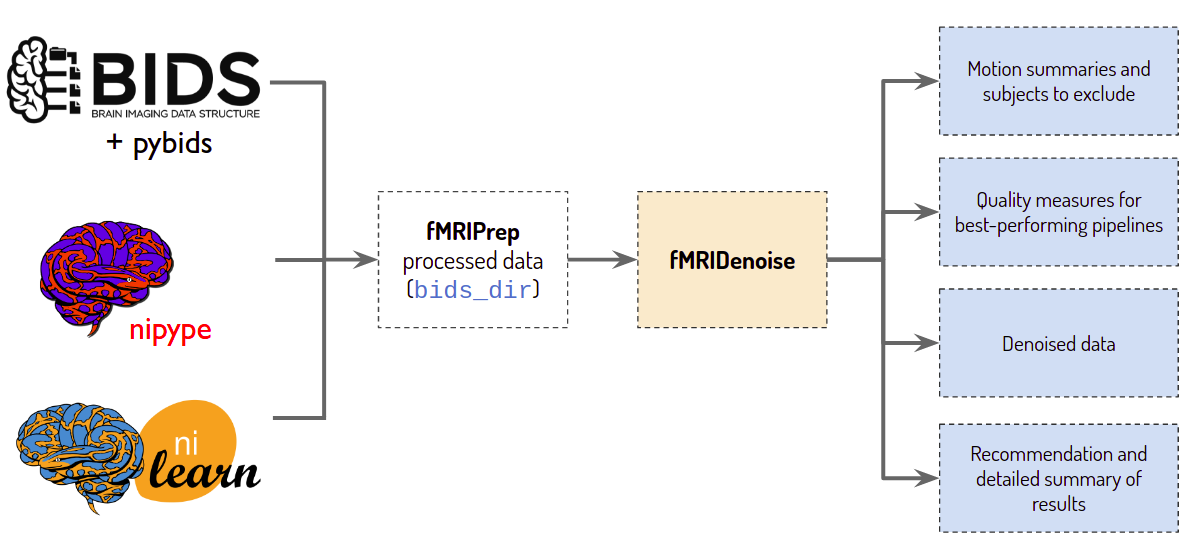 BIDS
BRAIN IMAGING DATA STRUCTURE
+ pybids
nipype
ni
learn
fMRIPrep
processed data
(bids_dir)
fMRIDenoise
Motion summaries and
subjects to exclude
Quality measures for
best-performing pipelines
Denoised data
Recommendation and
detailed summary of
results